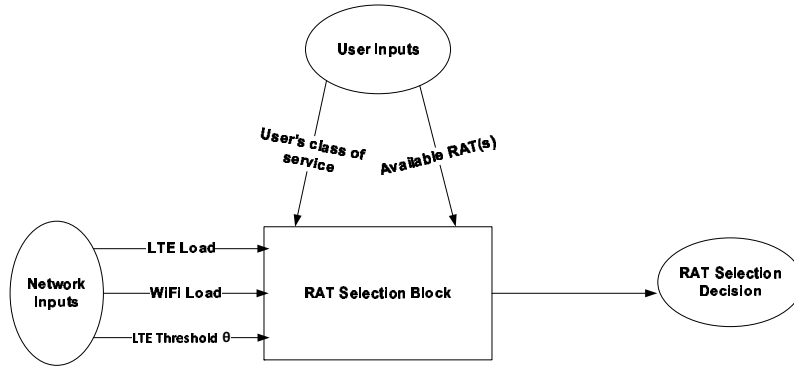 User Inputs
User's class of
service
Available RAT(s)
LTE Load
Network
Inputs
WiFi Load
RAT Selection Block
RAT Selection
Decision
LTE Threshold θ